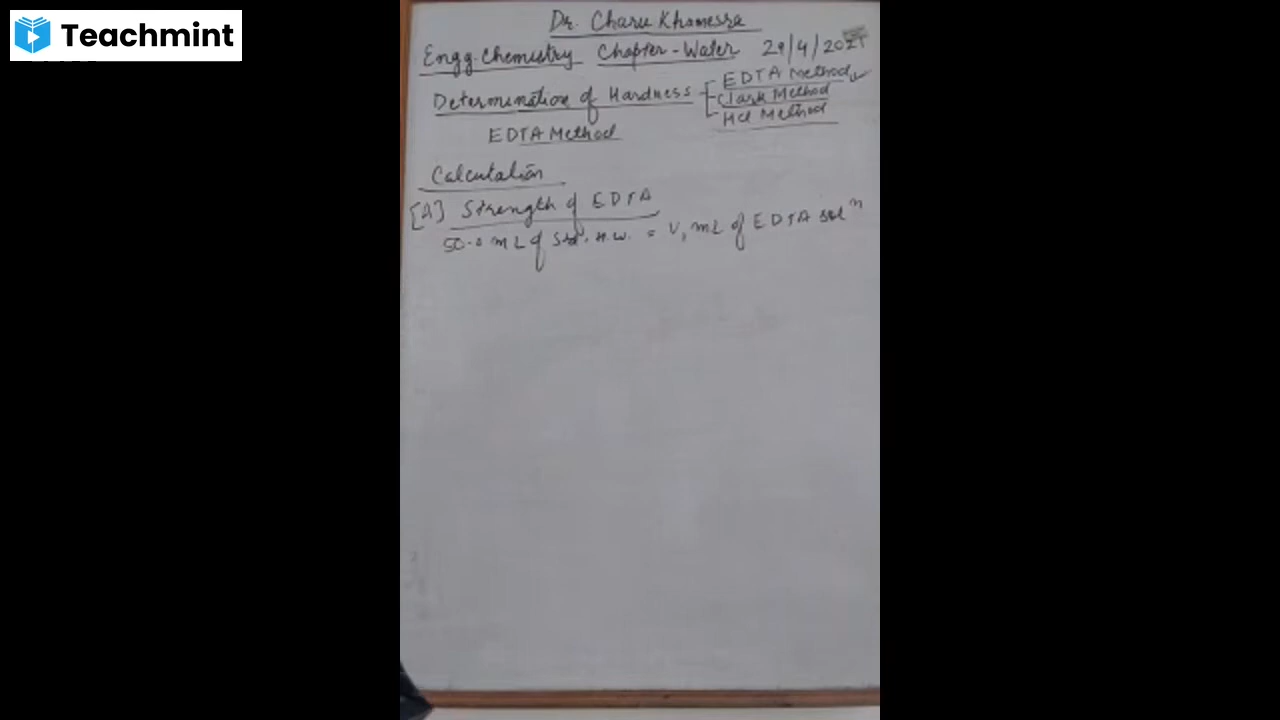 Teachmint
Dr. Charu Khamesra
Engg. Chemistry Chapter-Water 29/4/2021
Determination of Hardness EDTA Method
Clark Method
Hcl Method
EDTA Method
Calculation
[A] Strength of EDTA
50.0 mL of Std. H.W. = V1 mL of EDTA solⁿ